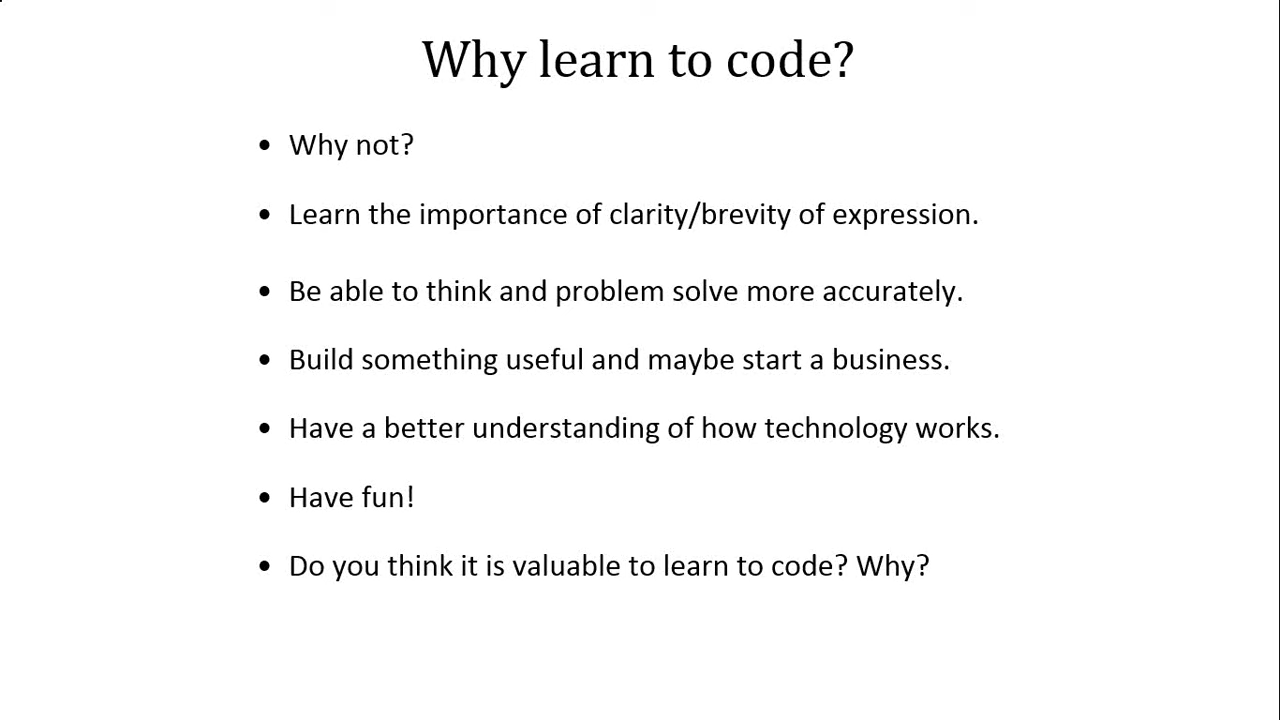 Why learn to code?
• Why not?
• Learn the importance of clarity/brevity of expression.
• Be able to think and problem solve more accurately.
• Build something useful and maybe start a business.
• Have a better understanding of how technology works.
• Have fun!
• Do you think it is valuable to learn to code? Why?